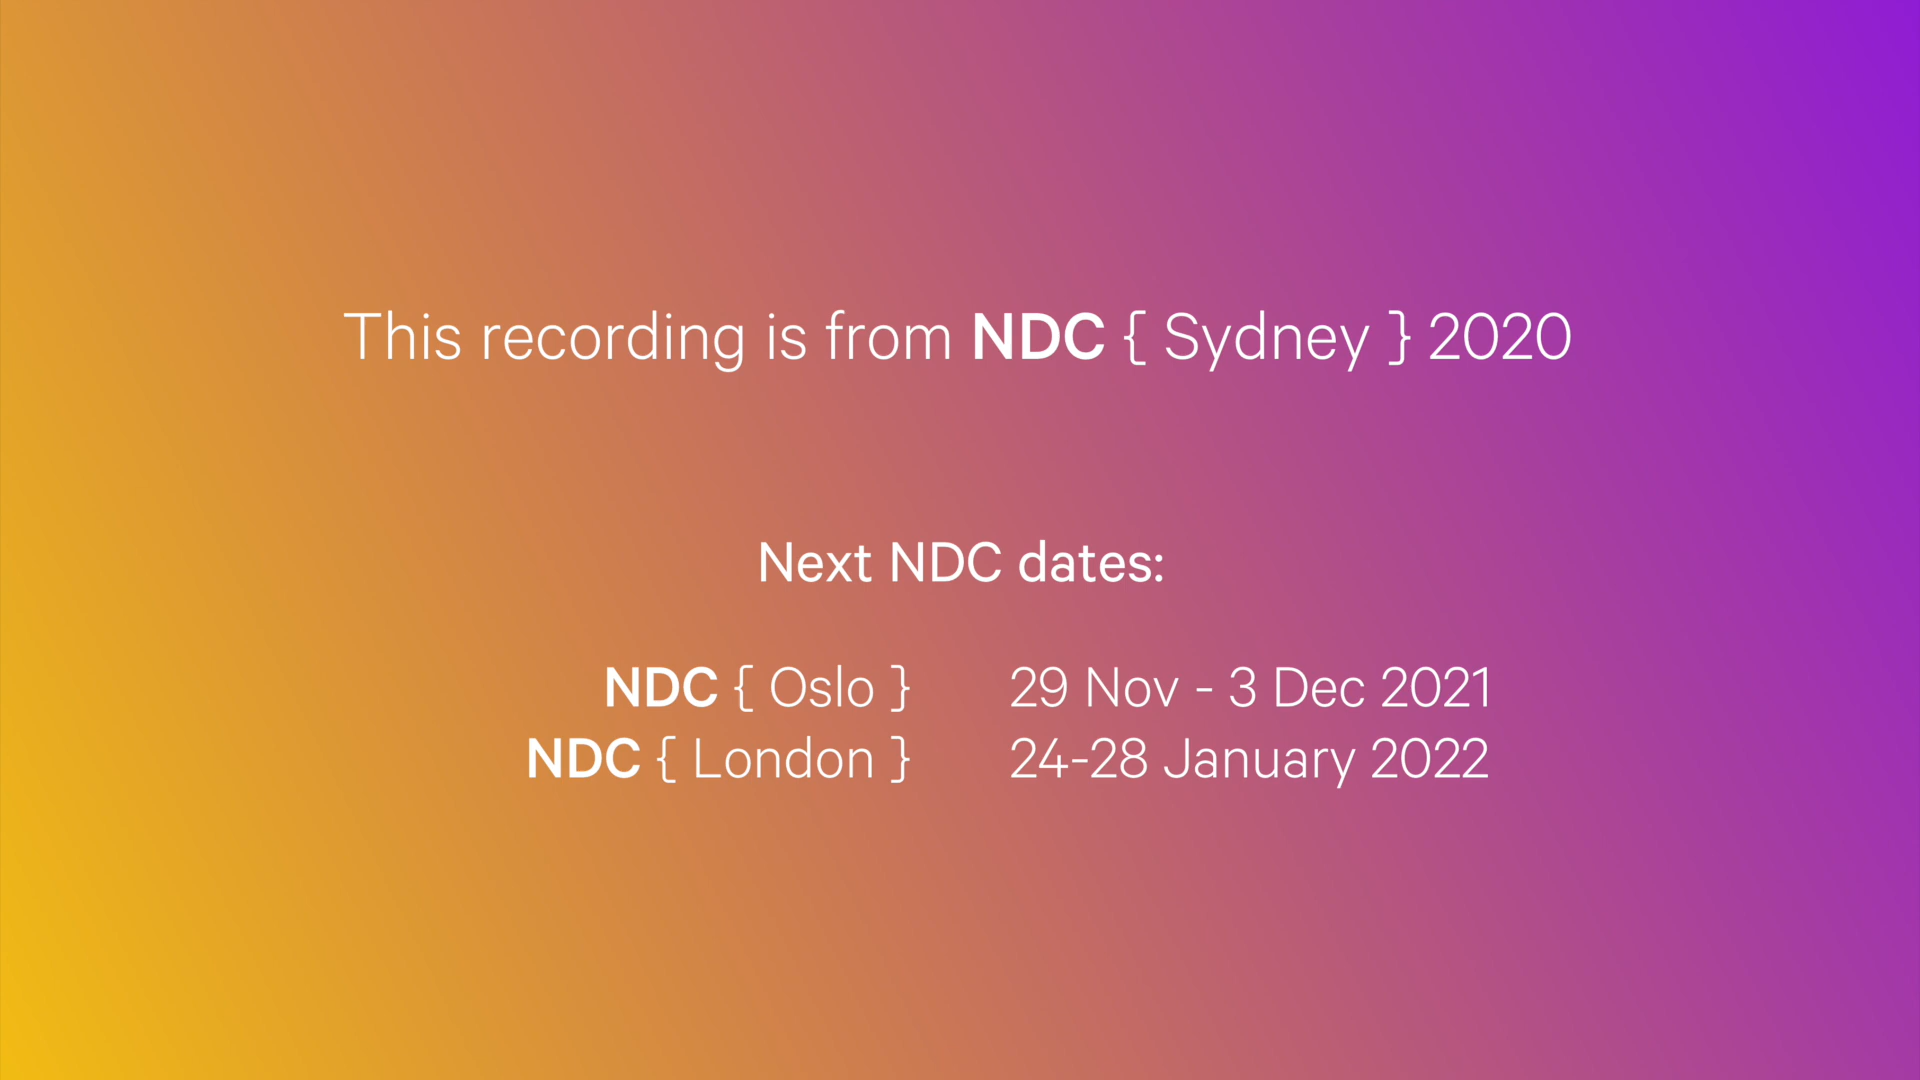 This recording is from NDC { Sydney } 2020
Next NDC dates:
NDC { Oslo } 29 Nov - 3 Dec 2021
NDC { London } 24-28 January 2022